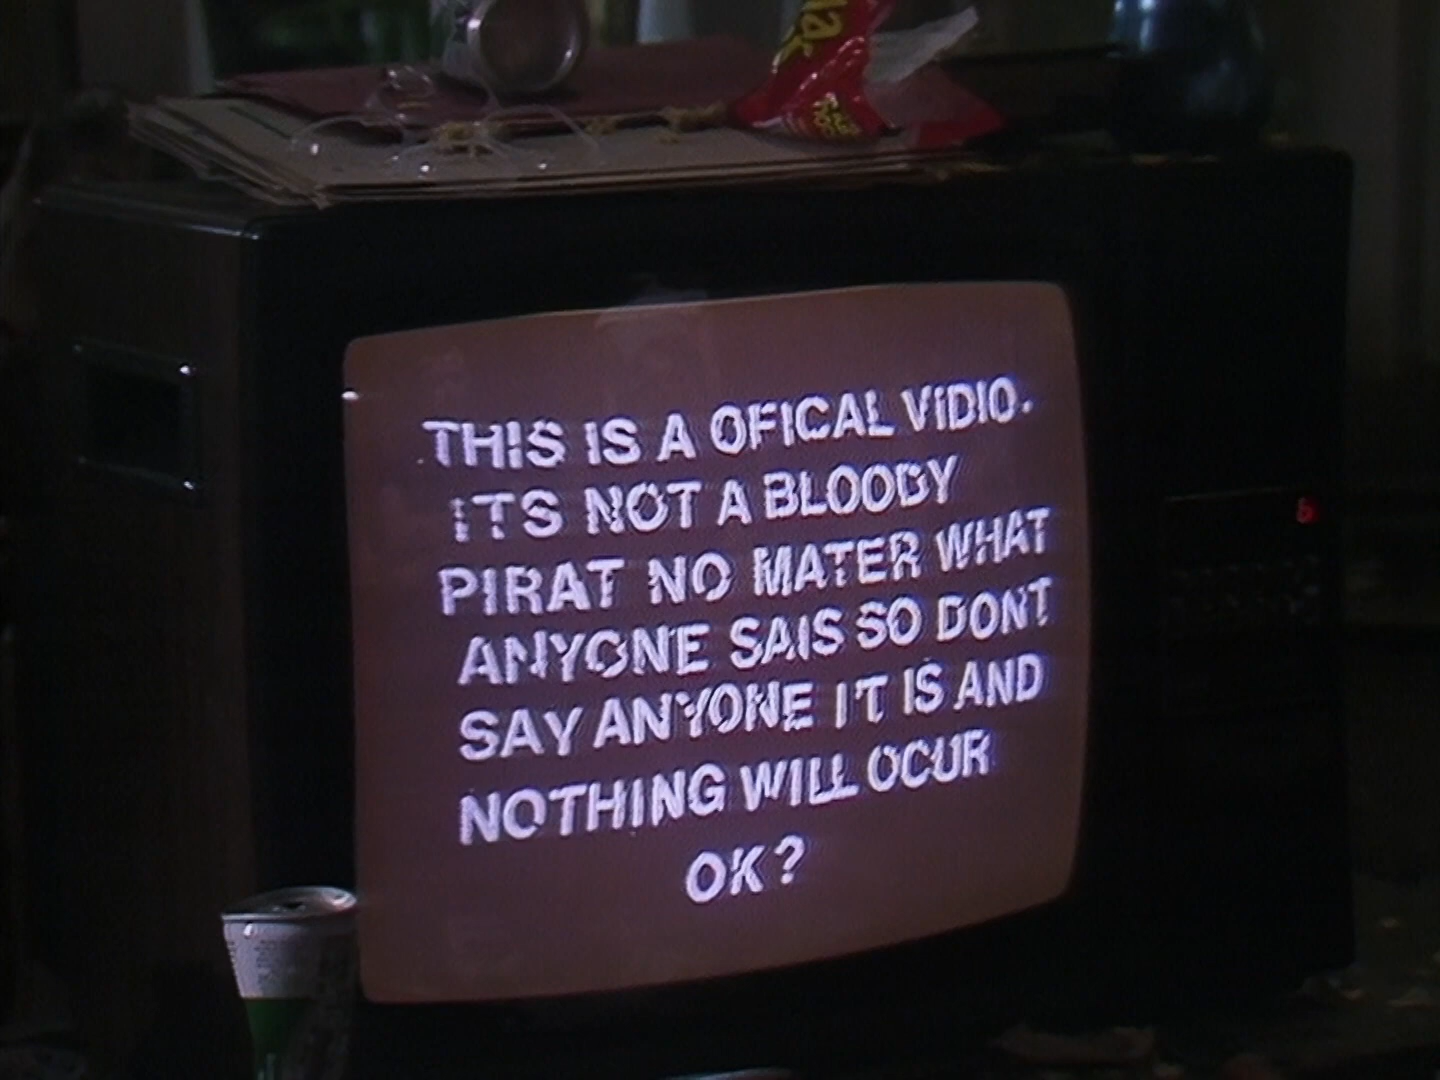 THIS IS A OFICAL VIDIO.
ITS NOT A BLOODY
PIRAT NO MATER WHAT
ANYONE SAIS SO DONT
SAY ANYONE IT IS AND
NOTHING WILL OCUR
OK?